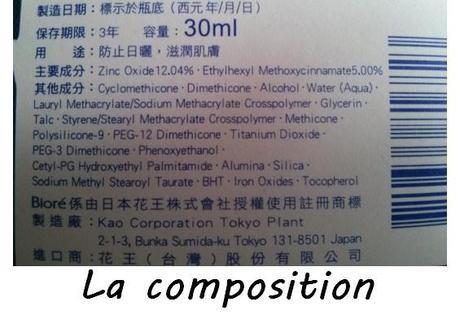 製造日期：標示於瓶底（西元年/月/日）
保存期限：3年　容量：30ml
用　　途：防止日曬，滋潤肌膚
主要成分：Zinc Oxide12.04%・Ethylhexyl Methoxycinnamate5.00%
其他成分：Cyclomethicone・Dimethicone・Alcohol・Water (Aqua)・
Lauryl Methacrylate/Sodium Methacrylate Crosspolymer・Glycerin・
Talc・Styrene/Stearyl Methacrylate Crosspolymer・Methicone・
Polysilicone-9・PEG-12 Dimethicone・Titanium Dioxide・
PEG-3 Dimethicone・Phenoxyethanol・
Cetyl-PG Hydroxyethyl Palmitamide・Alumina・Silica・
Sodium Methyl Stearoyl Taurate・BHT・Iron Oxides・Tocopherol
Bioré係由日本花王株式會社授權使用註冊商標
製造廠：Kao Corporation Tokyo Plant
2-1-3, Bunka Sumida-ku Tokyo 131-8501 Japan
進口商：花王（台灣）股份有限公司
La composition